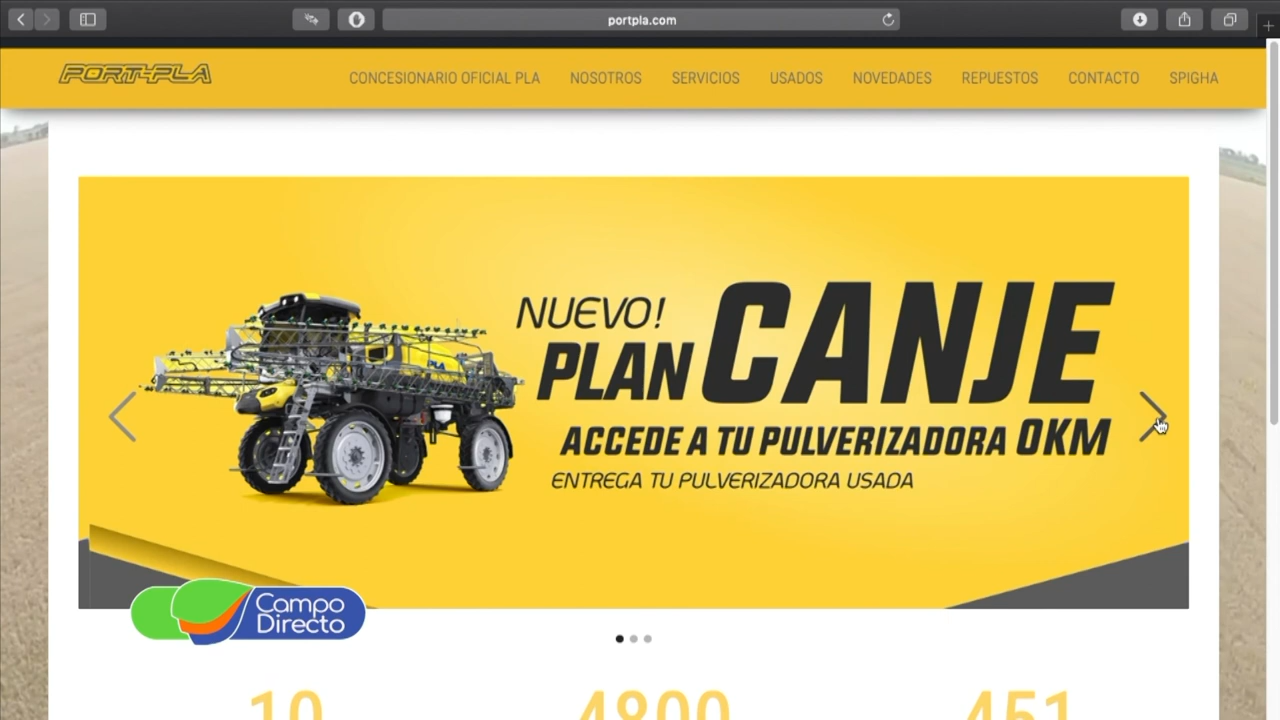 portpla.com
PORT-PLA
CONCESIONARIO OFICIAL PLA NOSOTROS SERVICIOS USADOS NOVEDADES REPUESTOS CONTACTO SPIGHA
NUEVO!
PLAN CANJE
ACCEDE A TU PULVERIZADORA 0KM
ENTREGA TU PULVERIZADORA USADA
PLA
Campo
Directo
10 4800 451